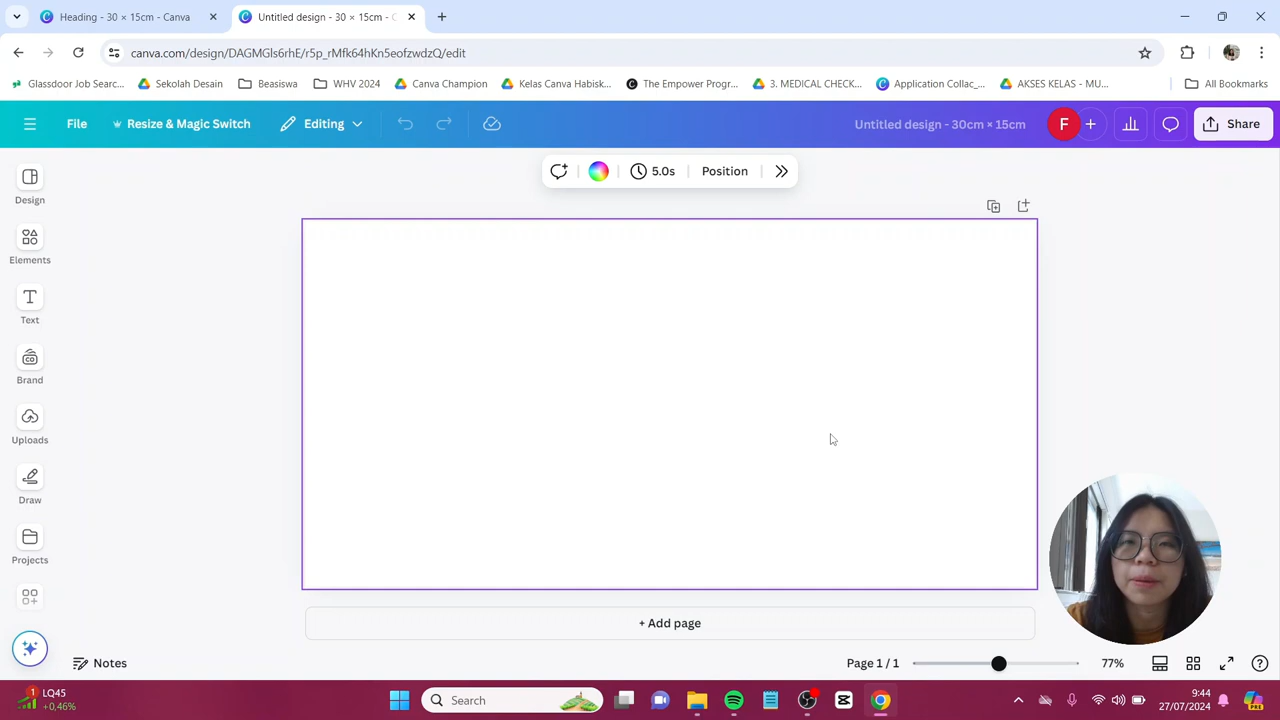 Heading - 30 × 15cm - Canva
Untitled design - 30 × 15cm - C
canva.com/design/DAGMGls6rhE/r5p_rMfk64hKn5eofzwdzQ/edit
Glassdoor Job Searc...
Sekolah Desain
Beasiswa
WHV 2024
Canva Champion
Kelas Canva Habisk...
The Empower Progr...
3. MEDICAL CHECK...
Application Collac_...
AKSES KELAS - MU...
All Bookmarks
File
Resize & Magic Switch
Editing
Untitled design - 30cm × 15cm
F
Share
5.0s
Position
Design
Elements
Text
Brand
Uploads
Draw
Projects
+ Add page
Notes
Page 1 / 1
77%
1
LQ45
+0,46%
Search
9:44
27/07/2024